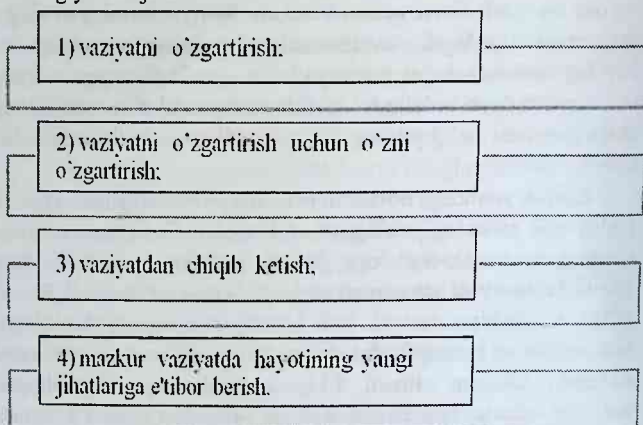 1) vaziyatni o`zgartirish:
2) vaziyatni o`zgartirish uchun o`zni
o`zgartirish;
3) vaziyatdan chiqib ketish;
4) mazkur vaziyatda hayotining yangi
jihatlariga e'tibor berish.